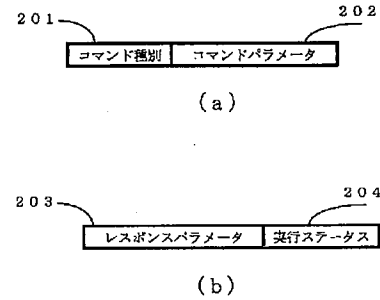 201 202
コマンド種別 コマンドパラメータ
(a)
203 204
レスポンスパラメータ 実行ステータス
(b)